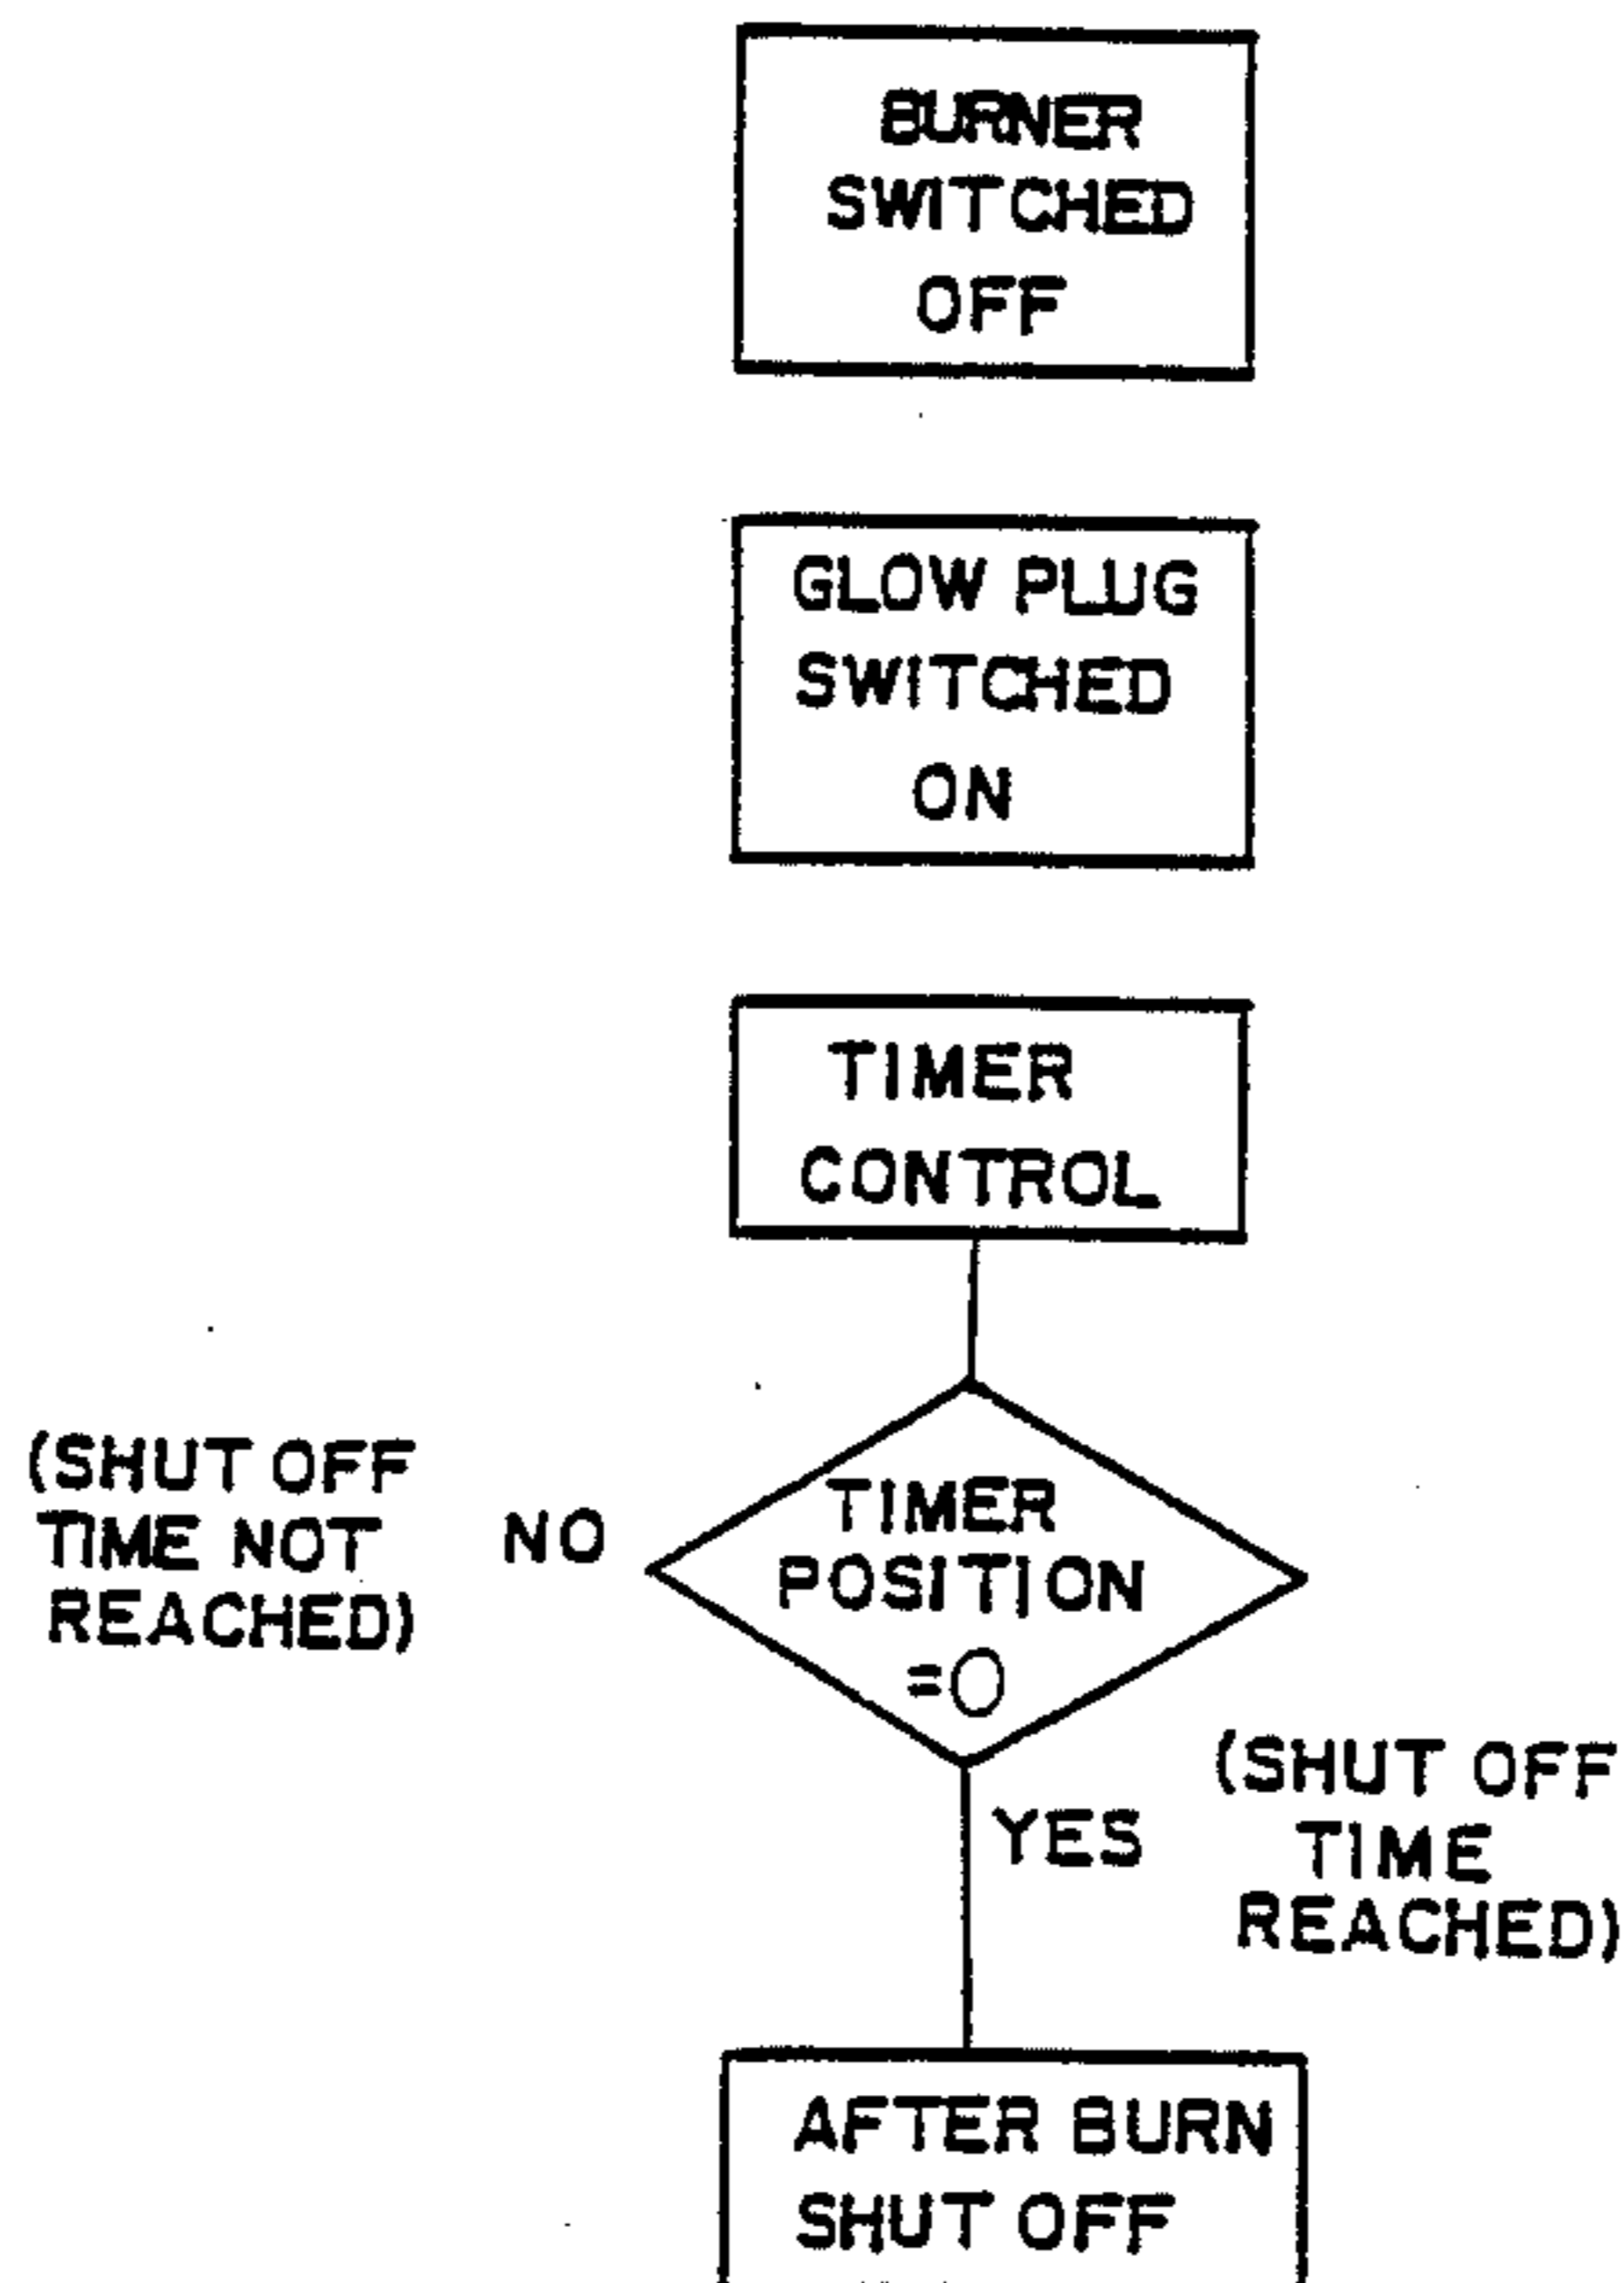 BURNER
SWITCHED
OFF
GLOW PLUG
SWITCHED
ON
TIMER
CONTROL
(SHUT OFF
TIME NOT
REACHED)
NO
TIMER
POSITION
=0
YES
(SHUT OFF
TIME
REACHED)
AFTER BURN
SHUT OFF